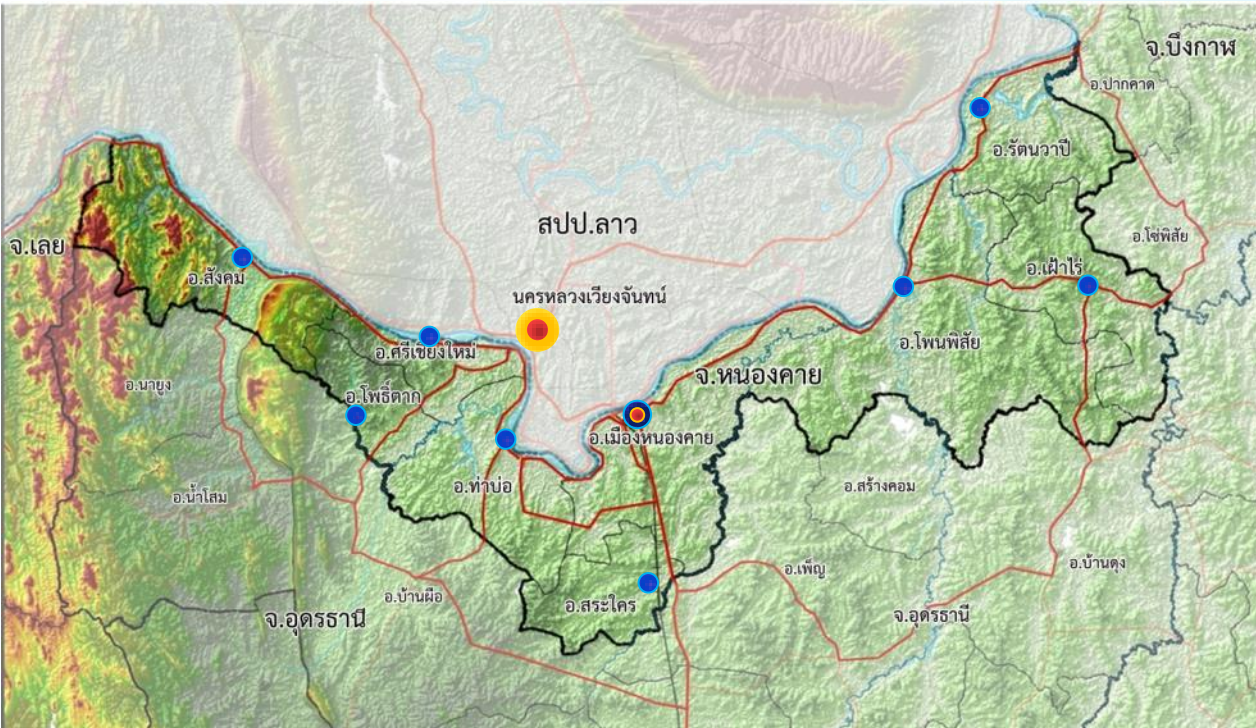 จ.บึงกาฬ
อ.ปากคาด
อ.รัตนวาปี
สปป.ลาว
จ.เลย
อ.โซ่พิสัย
อ.สังคม
อ.เฝ้าไร่
นครหลวงเวียงจันทน์
อ.ศรีเชียงใหม่
อ.โพนพิสัย
จ.หนองคาย
อ.นายูง
อ.โพธิ์ตาก
อ.เมืองหนองคาย
อ.ท่าบ่อ
อ.สร้างคอม
อ.น้ำโสม
อ.เพ็ญ
อ.บ้านดุง
อ.บ้านผือ
อ.สระใคร
จ.อุดรธานี
จ.อุดรธานี